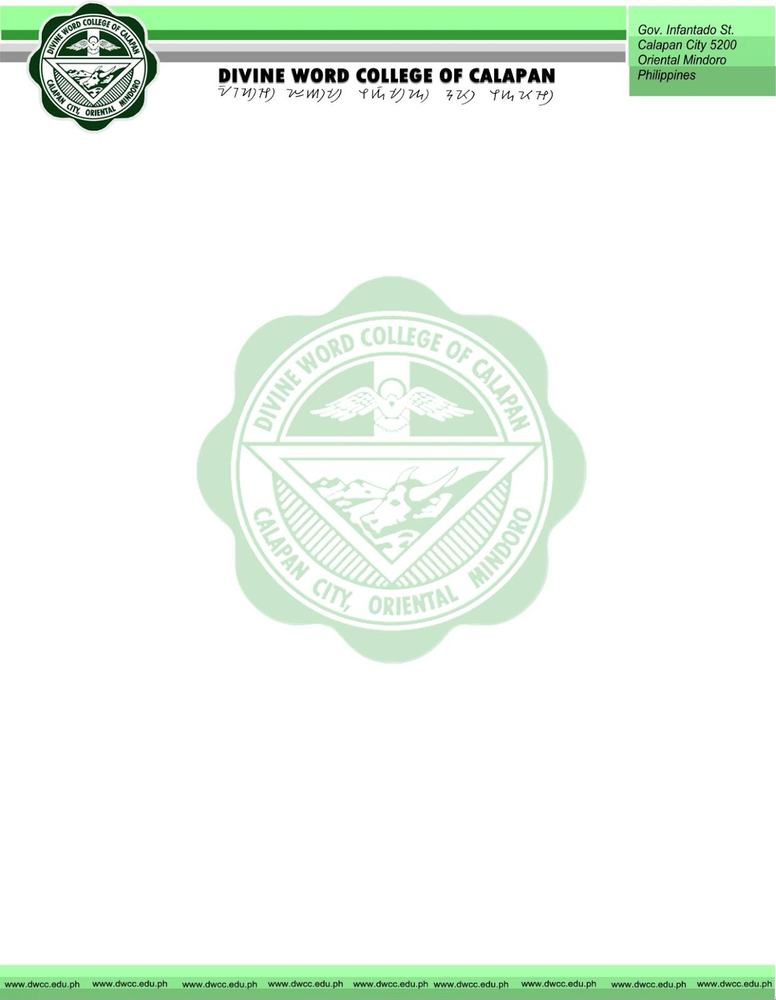 DIVINE WORD COLLEGE OF CALAPAN
CALAPAN CITY, ORIENTAL MINDORO
DIVINE WORD COLLEGE OF CALAPAN
Gov. Infantado St.
Calapan City 5200
Oriental Mindoro
Philippines
DIVINE WORD COLLEGE OF CALAPAN
CALAPAN CITY, ORIENTAL MINDORO
www.dwcc.edu.ph www.dwcc.edu.ph www.dwcc.edu.ph www.dwcc.edu.ph www.dwcc.edu.ph www.dwcc.edu.ph www.dwcc.edu.ph www.dwcc.edu.ph www.dwcc.edu.ph